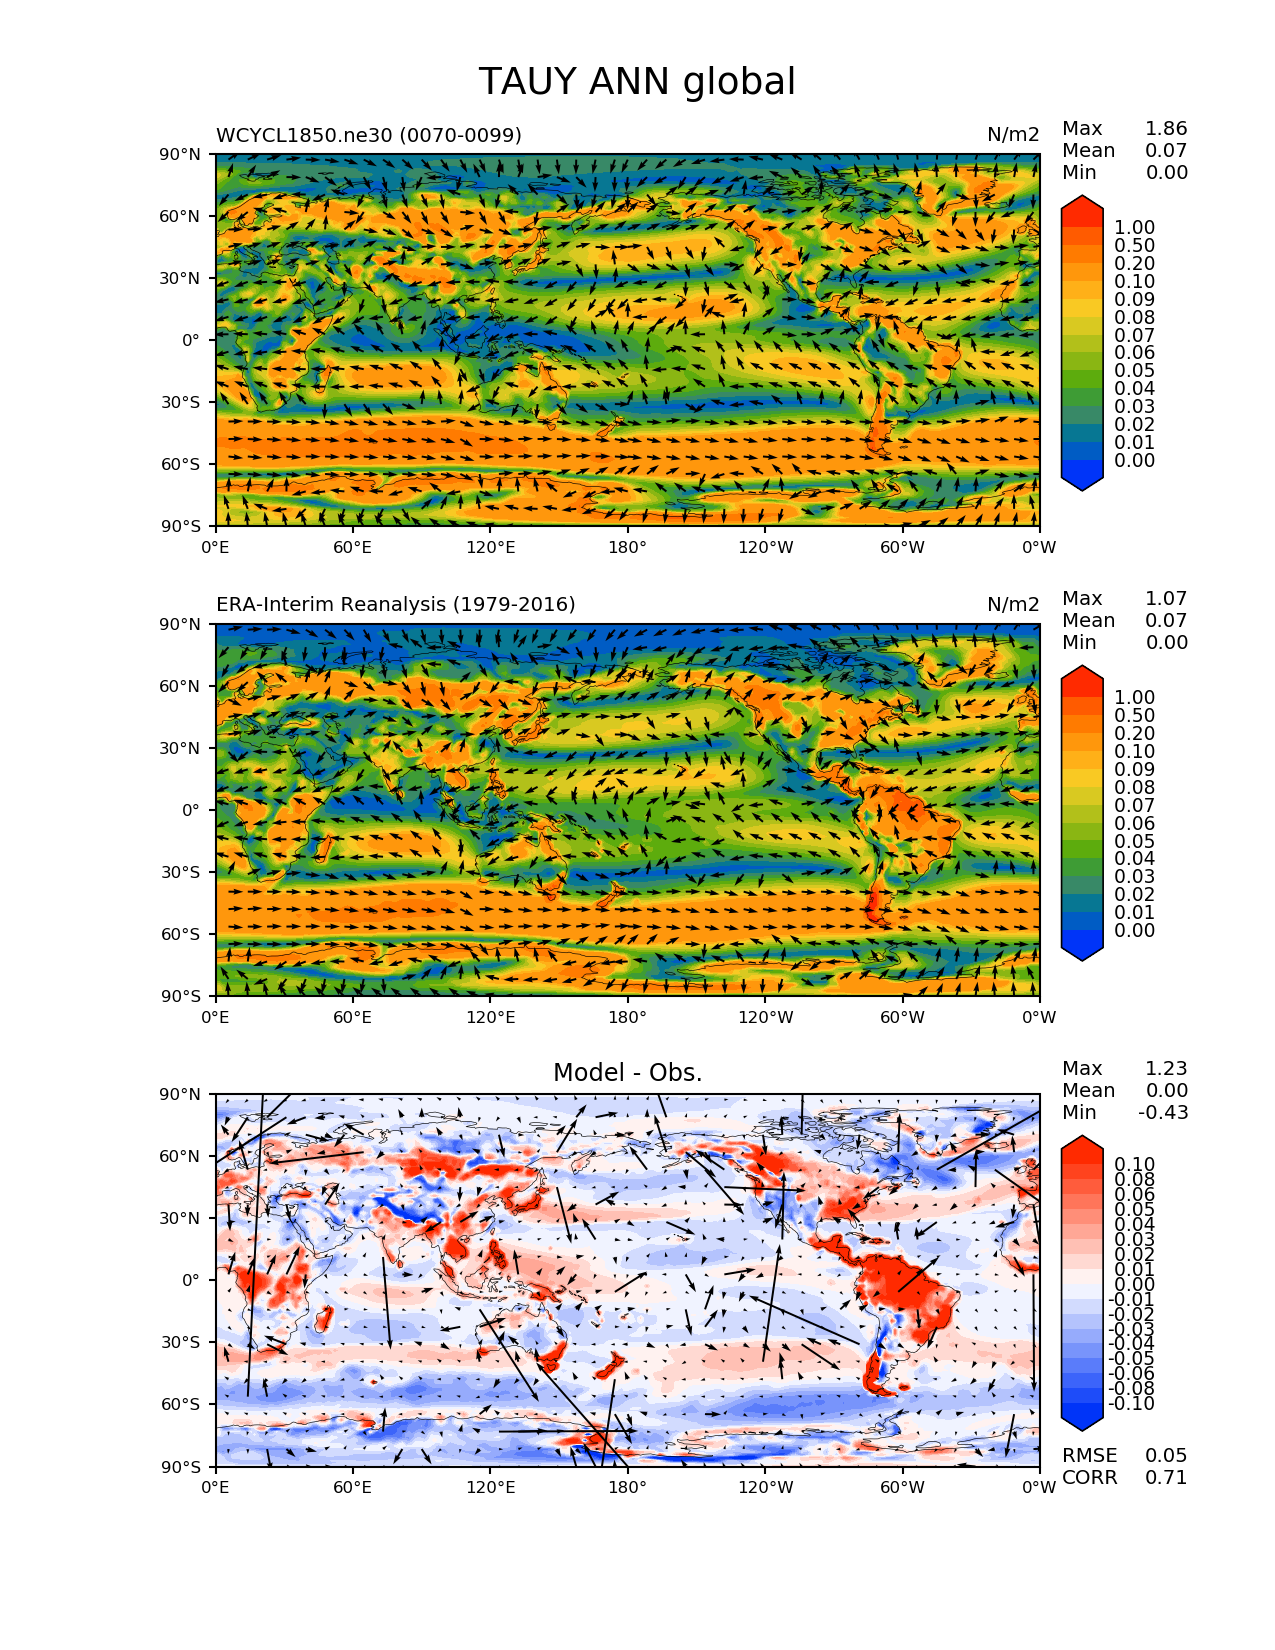 TAUY ANN global
WCYCL1850.ne30 (0070-0099) N/m2
Max 1.86
Mean 0.07
Min 0.00
90°N
60°N
30°N
0°
30°S
60°S
90°S
0°E 60°E 120°E 180° 120°W 60°W 0°W
1.00
0.50
0.20
0.10
0.09
0.08
0.07
0.06
0.05
0.04
0.03
0.02
0.01
0.00
ERA-Interim Reanalysis (1979-2016) N/m2
Max 1.07
Mean 0.07
Min 0.00
90°N
60°N
30°N
0°
30°S
60°S
90°S
0°E 60°E 120°E 180° 120°W 60°W 0°W
1.00
0.50
0.20
0.10
0.09
0.08
0.07
0.06
0.05
0.04
0.03
0.02
0.01
0.00
Model - Obs.
Max 1.23
Mean 0.00
Min -0.43
90°N
60°N
30°N
0°
30°S
60°S
90°S
0°E 60°E 120°E 180° 120°W 60°W 0°W
0.10
0.08
0.06
0.05
0.04
0.03
0.02
0.01
0.00
-0.01
-0.02
-0.03
-0.04
-0.05
-0.06
-0.08
-0.10
RMSE 0.05
CORR 0.71